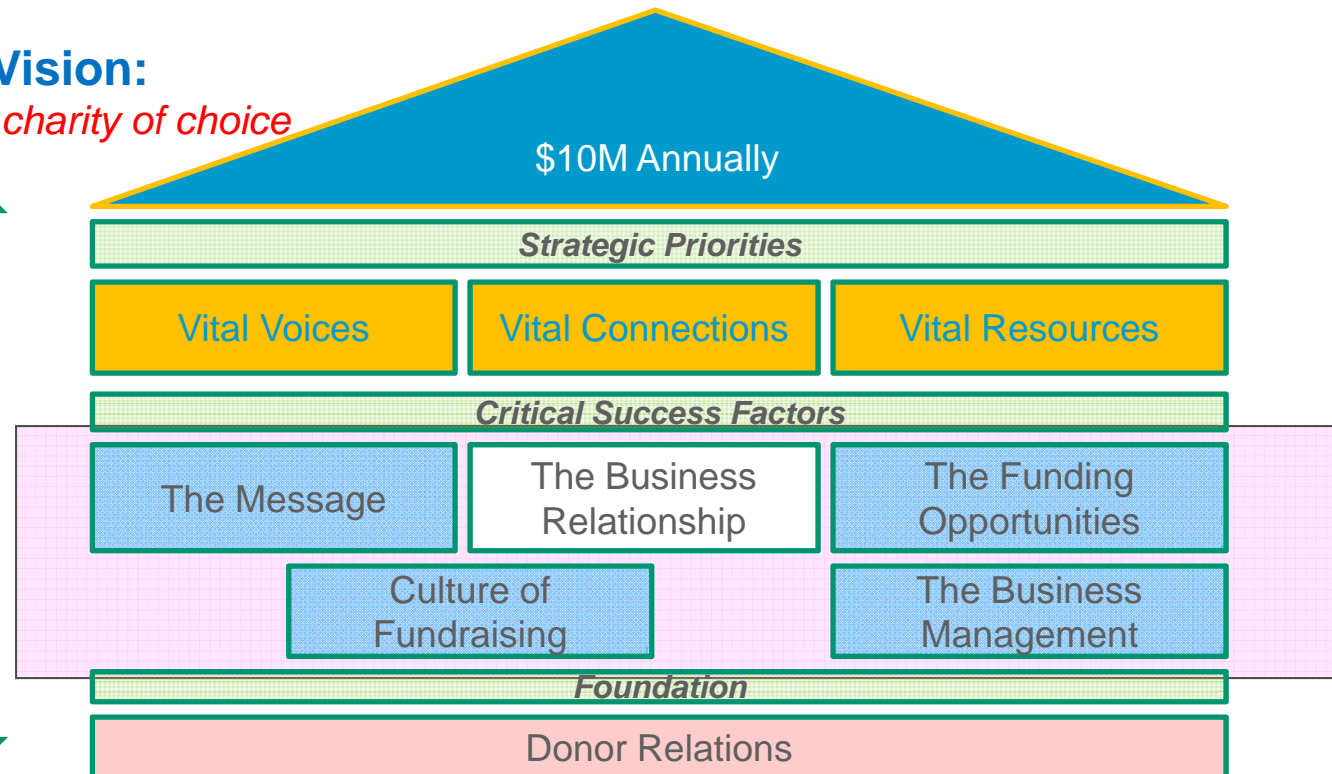 Vision:
charity of choice
$10M Annually
Strategic Priorities
Vital Voices
Vital Connections
Vital Resources
Critical Success Factors
The Message
The Business
Relationship
The Funding
Opportunities
Culture of
Fundraising
The Business
Management
Foundation
Donor Relations